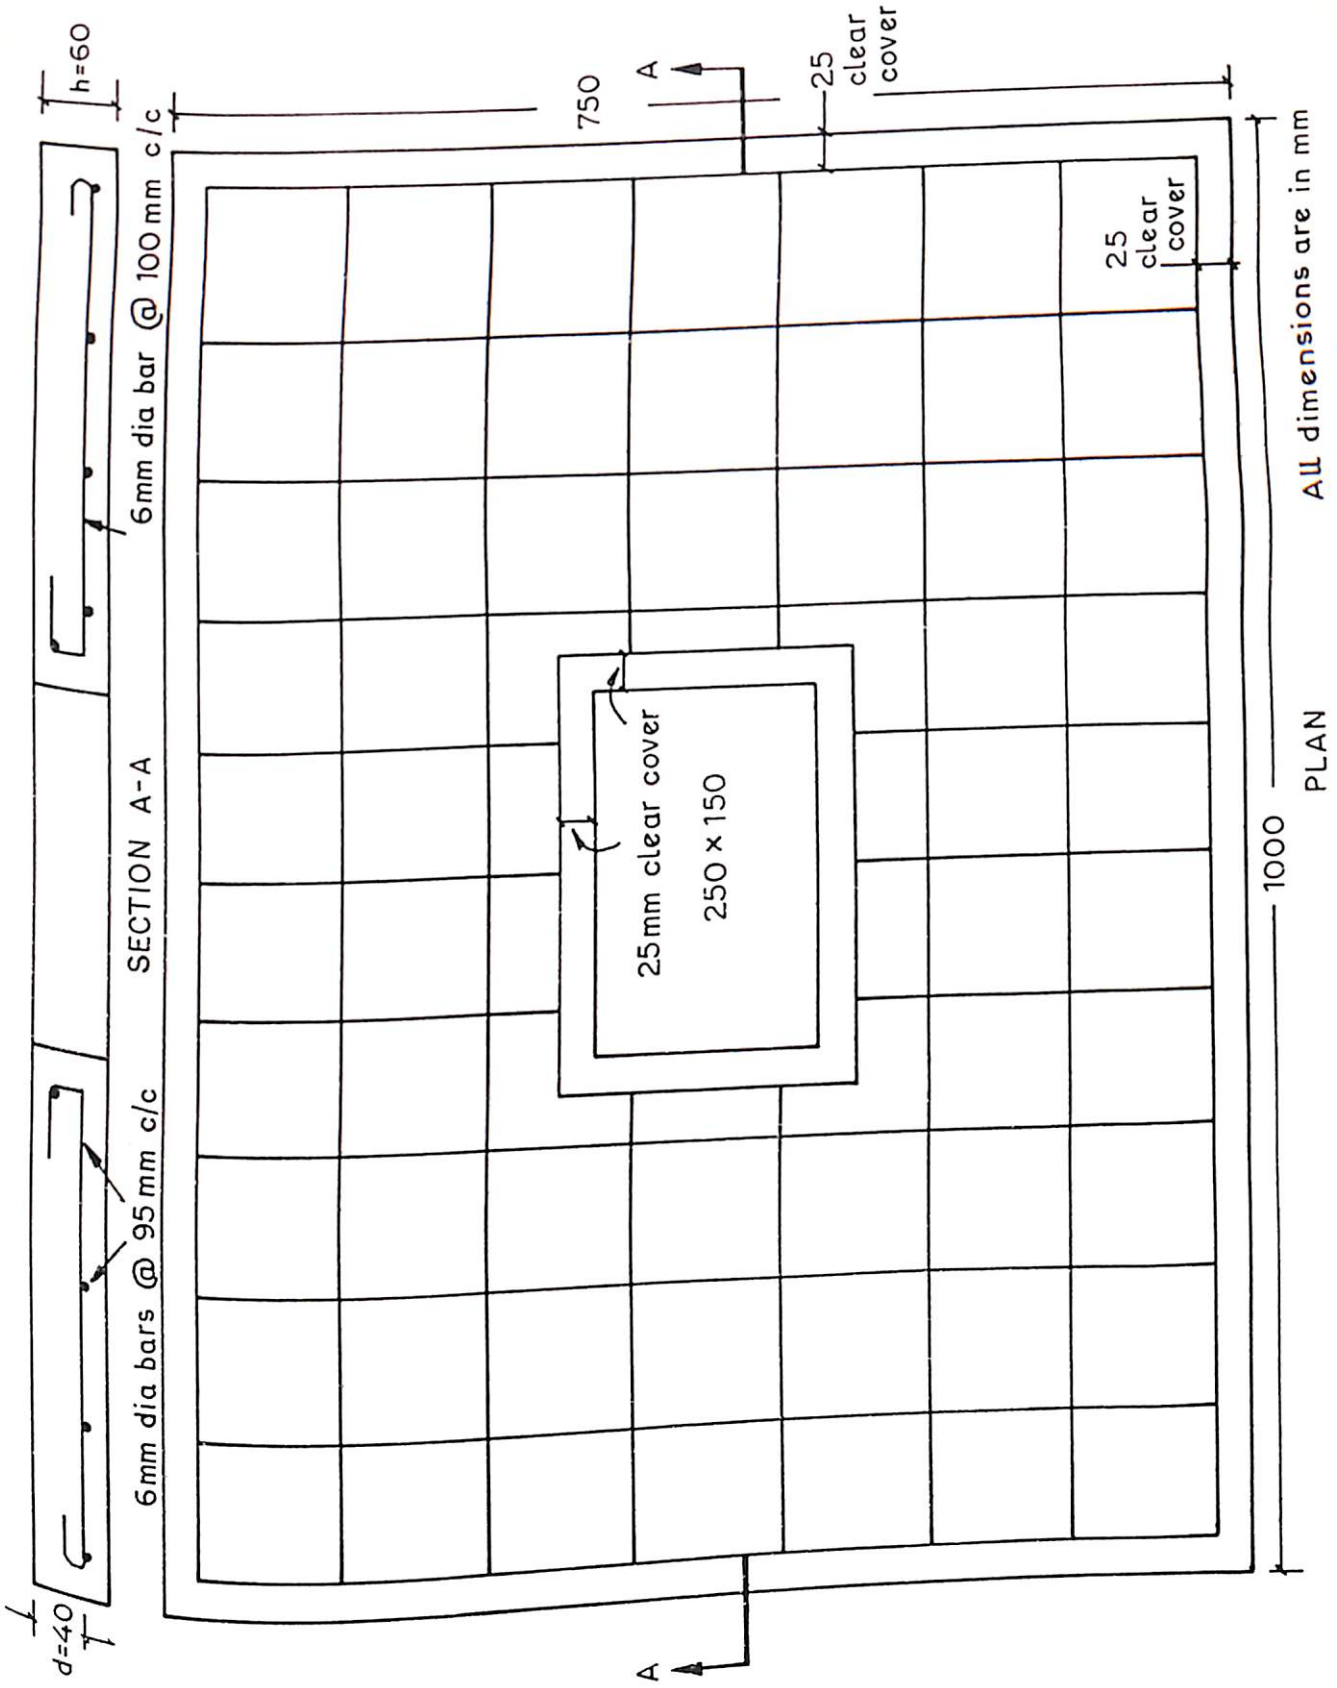 d=40
h=60
6mm dia bars @ 95mm c/c
SECTION A-A
6mm dia bar @ 100mm c/c
25mm clear cover
250 x 150
750
A
A
25
clear
cover
25
clear
cover
1000
PLAN
All dimensions are in mm